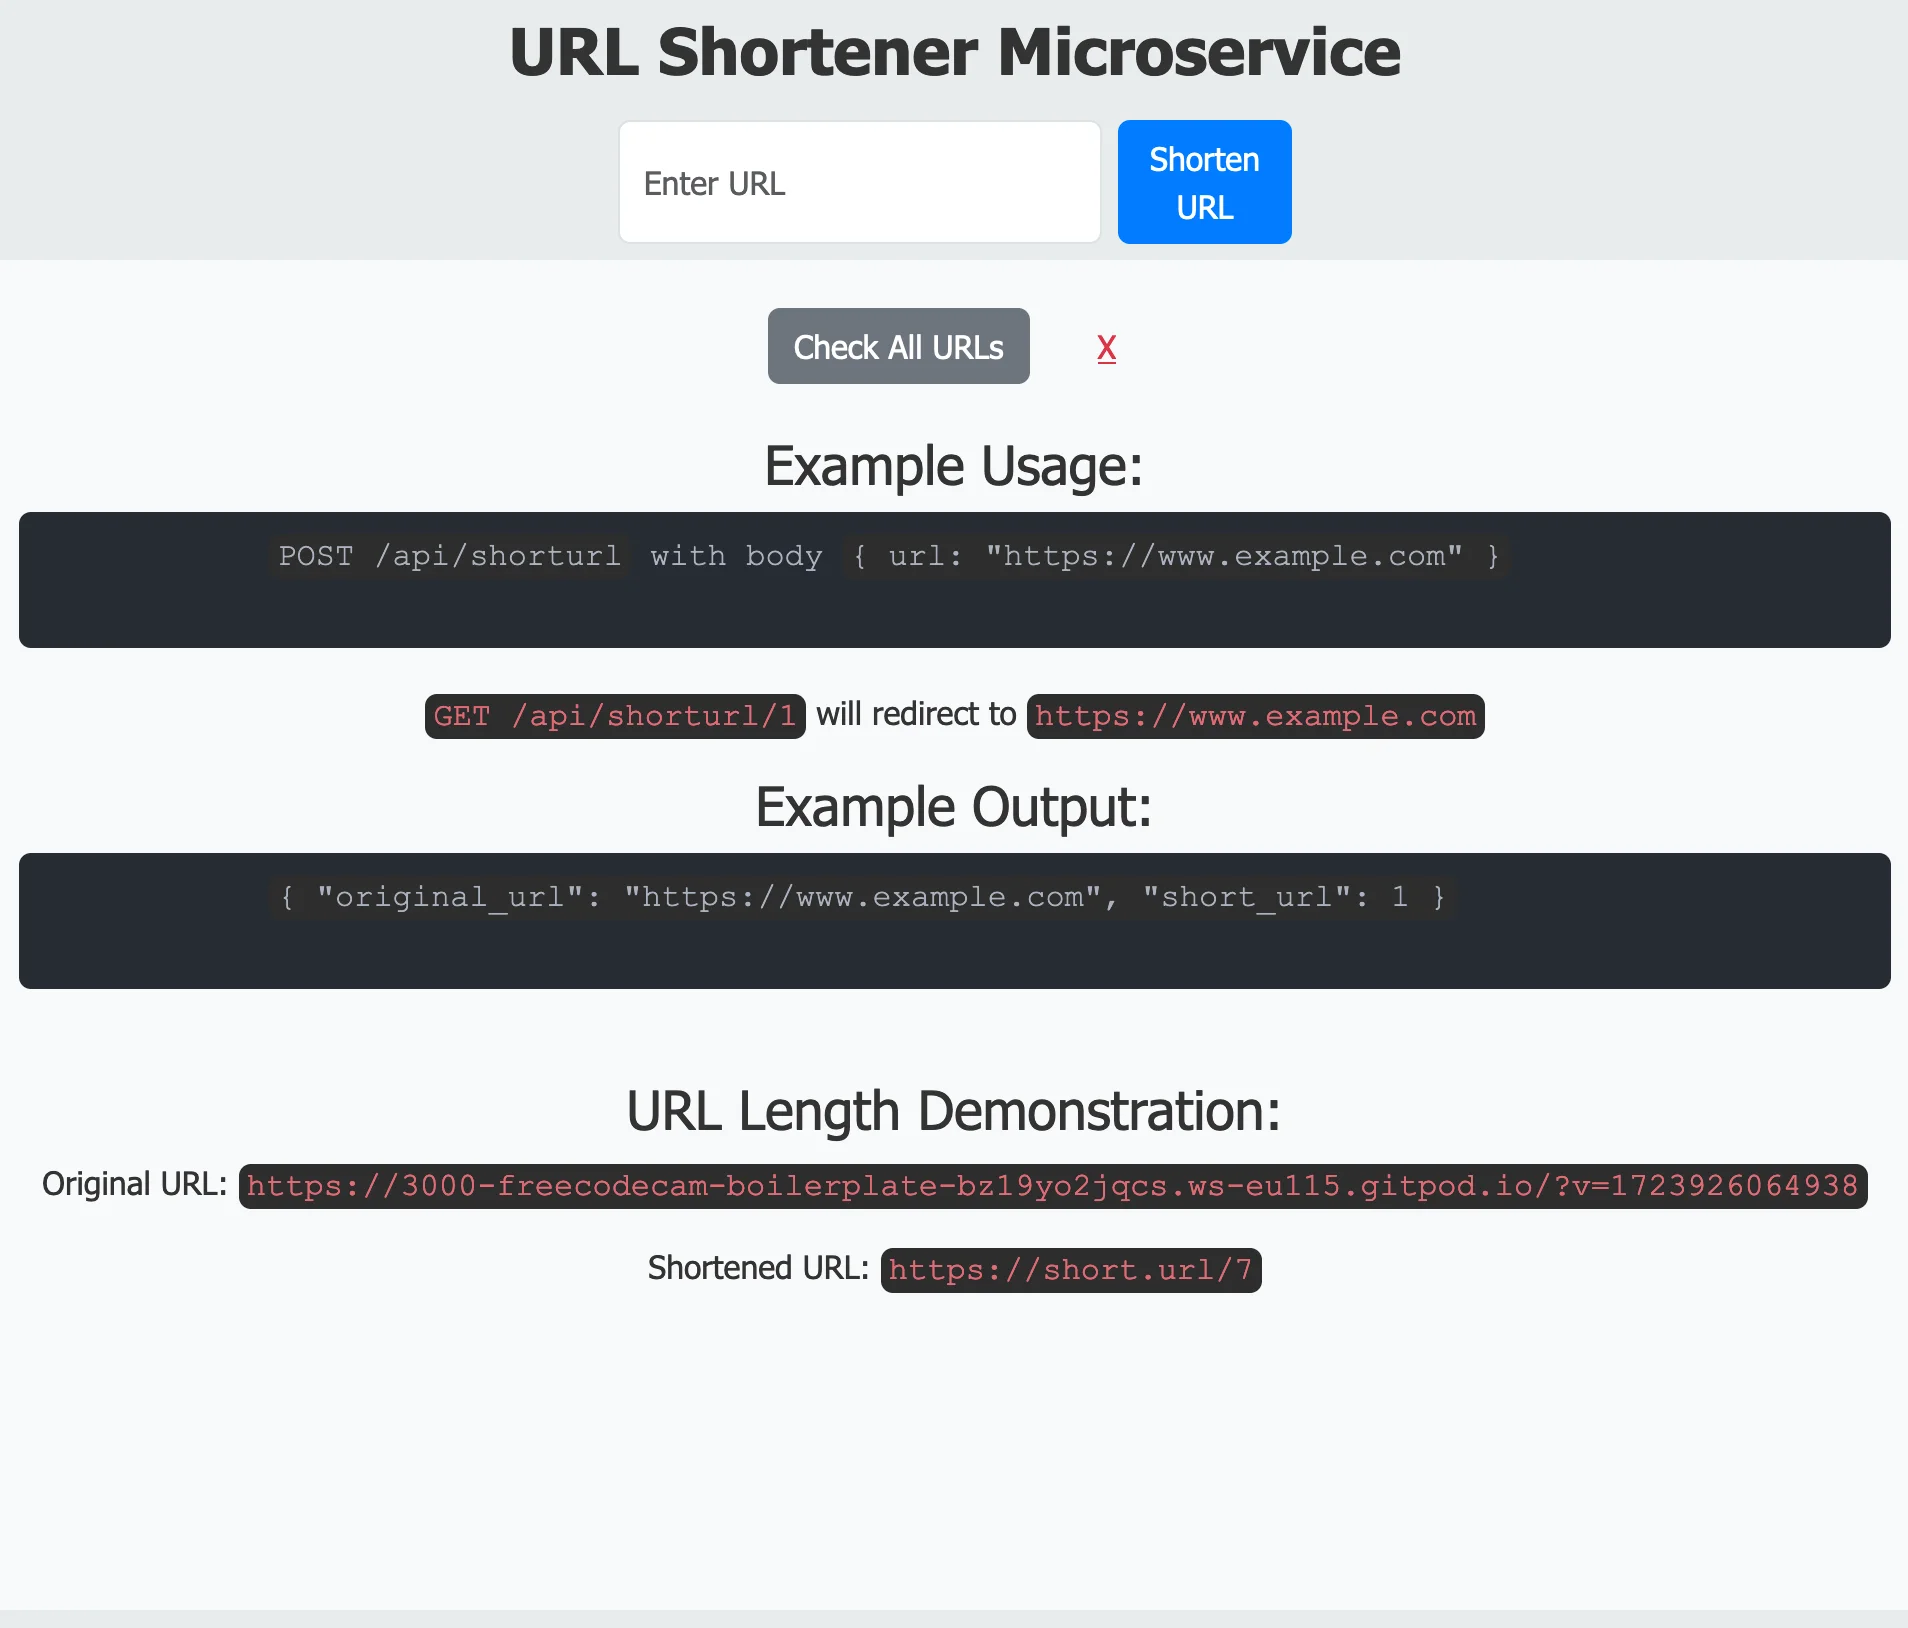 URL Shortener Microservice
Enter URL
Shorten
URL
Check All URLs
X
Example Usage:
POST /api/shorturl with body { url: "https://www.example.com" }
GET /api/shorturl/1 will redirect to https://www.example.com
Example Output:
{ "original_url": "https://www.example.com", "short_url": 1 }
URL Length Demonstration:
Original URL: https://3000-freecodecam-boilerplate-bz19yo2jqcs.ws-eu115.gitpod.io/?v=1723926064938
Shortened URL: https://short.url/7